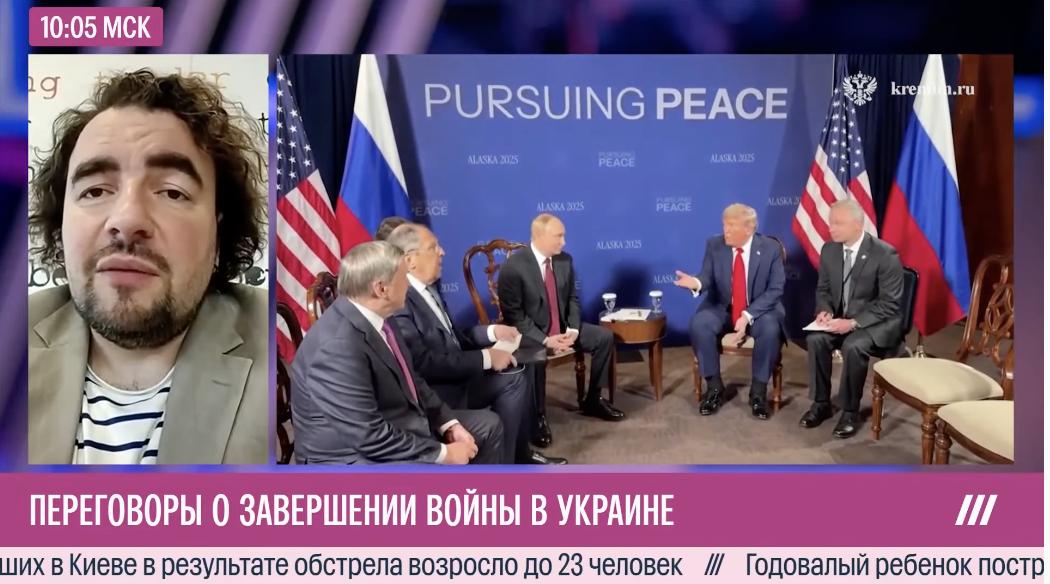 10:05 МСК
PURSUING PEACE
kremlin.ru
ALASKA 2025
PURSUING
PEACE
ALASKA 2025
PEACE
ALASKA 2025
PURSUING
PEACE
ALASKA 2025
ПЕРЕГОВОРЫ О ЗАВЕРШЕНИИ ВОЙНЫ В УКРАИНЕ
///
ших в Киеве в результате обстрела возросло до 23 человек /// Годовалый ребенок постр